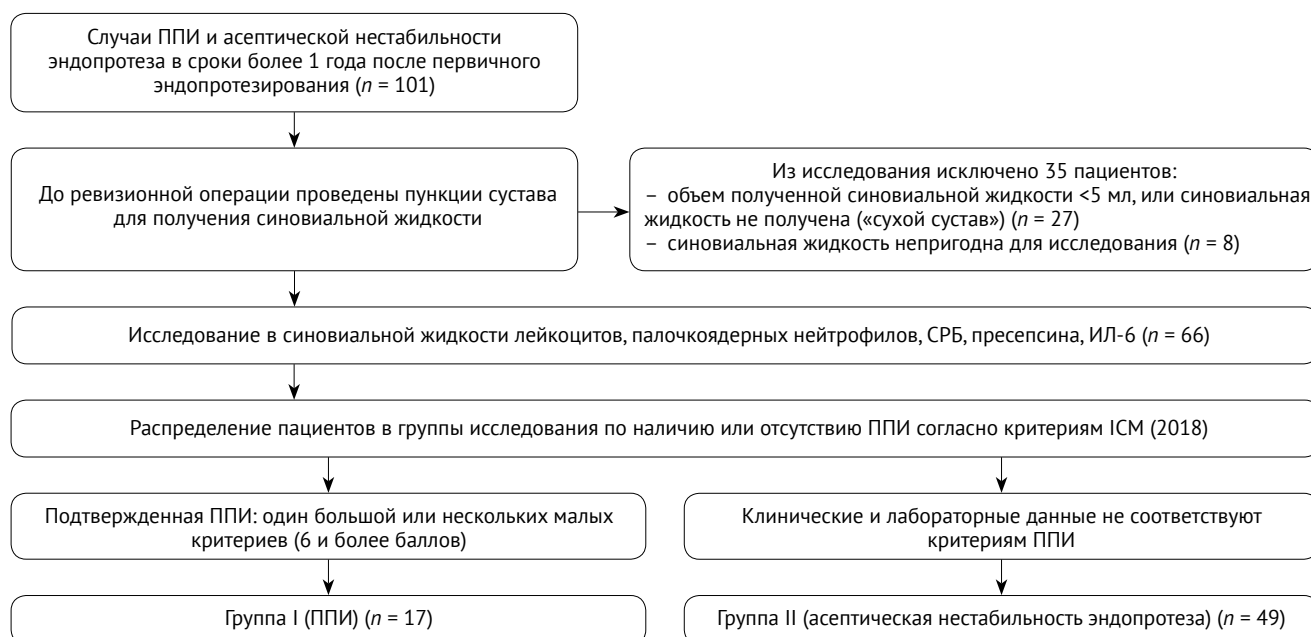 Случаи ППИ и асептической нестабильности
эндопротеза в сроки более 1 года после первичного
эндопротезирования (n = 101)
До ревизионной операции проведены пункции сустава
для получения синовиальной жидкости
Из исследования исключено 35 пациентов:
– объем полученной синовиальной жидкости <5 мл, или синовиальная
жидкость не получена («сухой сустав») (n = 27)
– синовиальная жидкость непригодна для исследования (n = 8)
Исследование в синовиальной жидкости лейкоцитов, палочкоядерных нейтрофилов, СРБ, пресепсина, ИЛ-6 (n = 66)
Распределение пациентов в группы исследования по наличию или отсутствию ППИ согласно критериям ICM (2018)
Подтвержденная ППИ: один большой или нескольких малых
критериев (6 и более баллов)
Клинические и лабораторные данные не соответствуют
критериям ППИ
Группа I (ППИ) (n = 17)
Группа II (асептическая нестабильность эндопротеза) (n = 49)